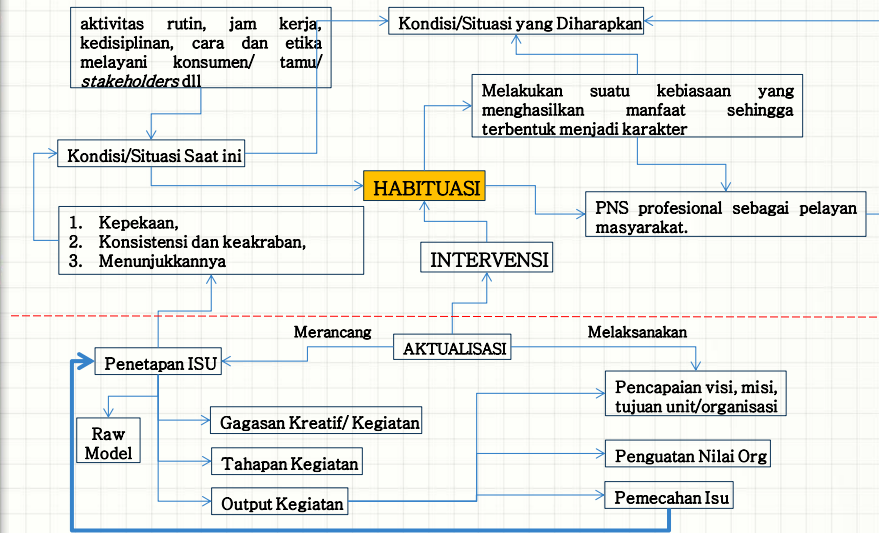 aktivitas rutin, jam kerja,
kedisiplinan, cara dan etika
melayani konsumen/ tamu/
stakeholders dll
Kondisi/Situasi yang Diharapkan
Melakukan suatu kebiasaan yang
menghasilkan manfaat sehingga
terbentuk menjadi karakter
Kondisi/Situasi Saat ini
HABITUASI
PNS profesional sebagai pelayan
masyarakat.
1. Kepekaan,
2. Konsistensi dan keakraban,
3. Menunjukkannya
INTERVENSI
Merancang
AKTUALISASI
Melaksanakan
Penetapan ISU
Pencapaian visi, misi,
tujuan unit/organisasi
Gagasan Kreatif/ Kegiatan
Raw
Model
Tahapan Kegiatan
Penguatan Nilai Org
Output Kegiatan
Pemecahan Isu